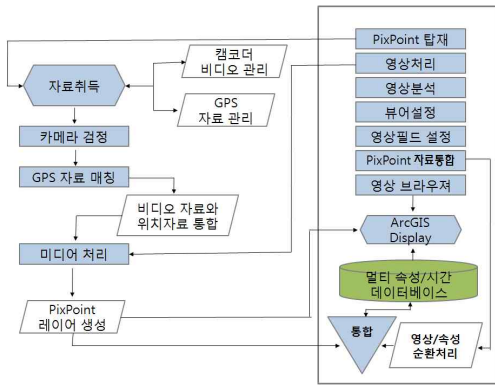 PixPoint 탑재
영상처리
영상분석
뷰어설정
영상필드 설정
PixPoint 자료통합
영상 브라우져
ArcGIS
Display
멀티 속성/시간
데이터베이스
통합
영상/속성
순환처리
자료취득
캠코더
비디오 관리
GPS
자료 관리
카메라 검정
GPS 자료 매칭
비디오 자료와
위치자료 통합
미디어 처리
PixPoint
레이어 생성